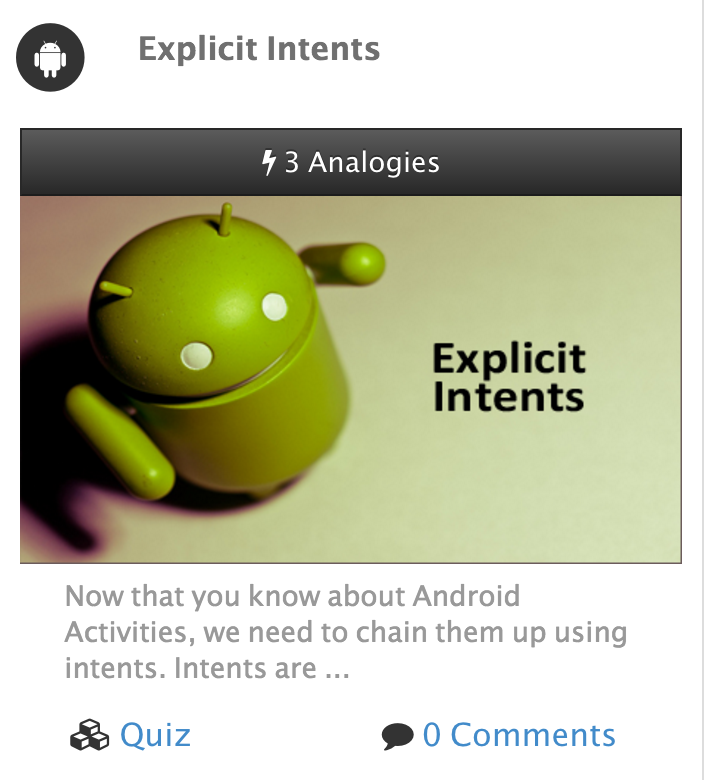 Explicit Intents
3 Analogies
Explicit
Intents
Now that you know about Android
Activities, we need to chain them up using
intents. Intents are ...
Quiz
0 Comments